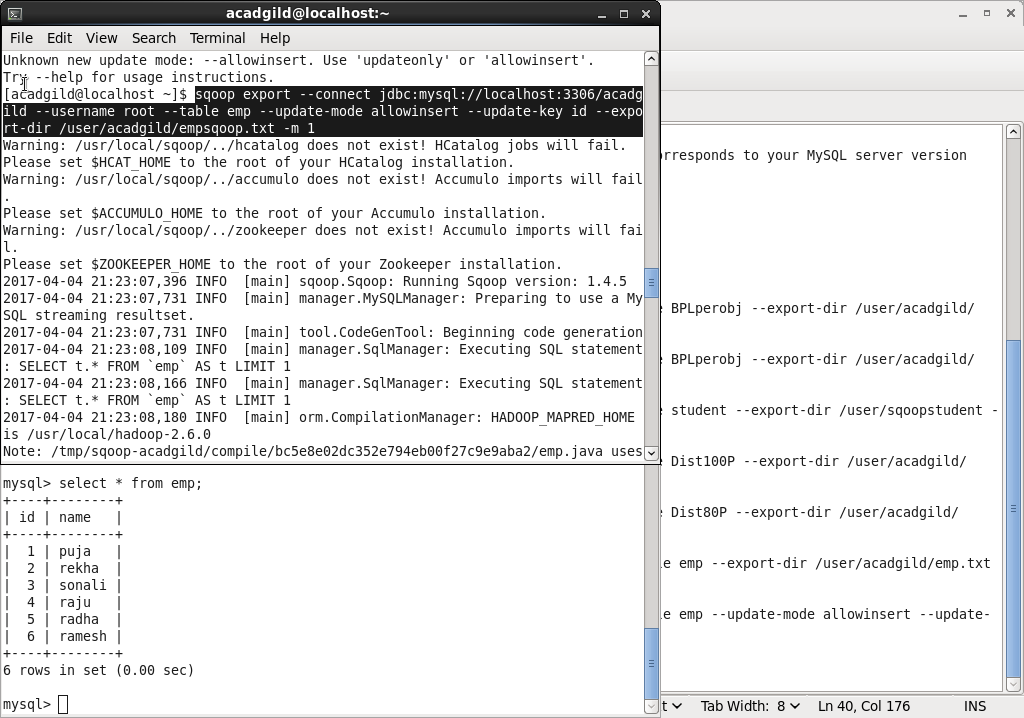 acadgild@localhost:~
File Edit View Search Terminal Help
Unknown new update mode: --allowinsert. Use 'updateonly' or 'allowinsert'.
Try --help for usage instructions.
[acadgild@localhost ~]$ sqoop export --connect jdbc:mysql://localhost:3306/acadg
ild --username root --table emp --update-mode allowinsert --update-key id --expo
rt-dir /user/acadgild/empsqoop.txt -m 1
Warning: /usr/local/sqoop/../hcatalog does not exist! HCatalog jobs will fail.
Please set $HCAT_HOME to the root of your HCatalog installation.
Warning: /usr/local/sqoop/../accumulo does not exist! Accumulo imports will fail
.
Please set $ACCUMULO_HOME to the root of your Accumulo installation.
Warning: /usr/local/sqoop/../zookeeper does not exist! Accumulo imports will fai
l.
Please set $ZOOKEEPER_HOME to the root of your Zookeeper installation.
2017-04-04 21:23:07,396 INFO  [main] sqoop.Sqoop: Running Sqoop version: 1.4.5
2017-04-04 21:23:07,731 INFO  [main] manager.MySQLManager: Preparing to use a My
SQL streaming resultset.
2017-04-04 21:23:07,731 INFO  [main] tool.CodeGenTool: Beginning code generation
2017-04-04 21:23:08,109 INFO  [main] manager.SqlManager: Executing SQL statement
: SELECT t.* FROM `emp` AS t LIMIT 1
2017-04-04 21:23:08,166 INFO  [main] manager.SqlManager: Executing SQL statement
: SELECT t.* FROM `emp` AS t LIMIT 1
2017-04-04 21:23:08,180 INFO  [main] orm.CompilationManager: HADOOP_MAPRED_HOME
is /usr/local/hadoop-2.6.0
Note: /tmp/sqoop-acadgild/compile/bc5e8e02dc352e794eb00f27c9e9aba2/emp.java uses
mysql> select * from emp;
+----+--------+
| id | name   |
+----+--------+
|  1 | puja   |
|  2 | rekha  |
|  3 | sonali |
|  4 | raju   |
|  5 | radha  |
|  6 | ramesh |
+----+--------+
6 rows in set (0.00 sec)
mysql>
orresponds to your MySQL server version
e BPLperobj --export-dir /user/acadgild/
e BPLperobj --export-dir /user/acadgild/
e student --export-dir /user/sqoopstudent -
e Dist100P --export-dir /user/acadgild/
e Dist80P --export-dir /user/acadgild/
le emp --export-dir /user/acadgild/emp.txt
le emp --update-mode allowinsert --update-
t Tab Width: 8 Ln 40, Col 176 INS